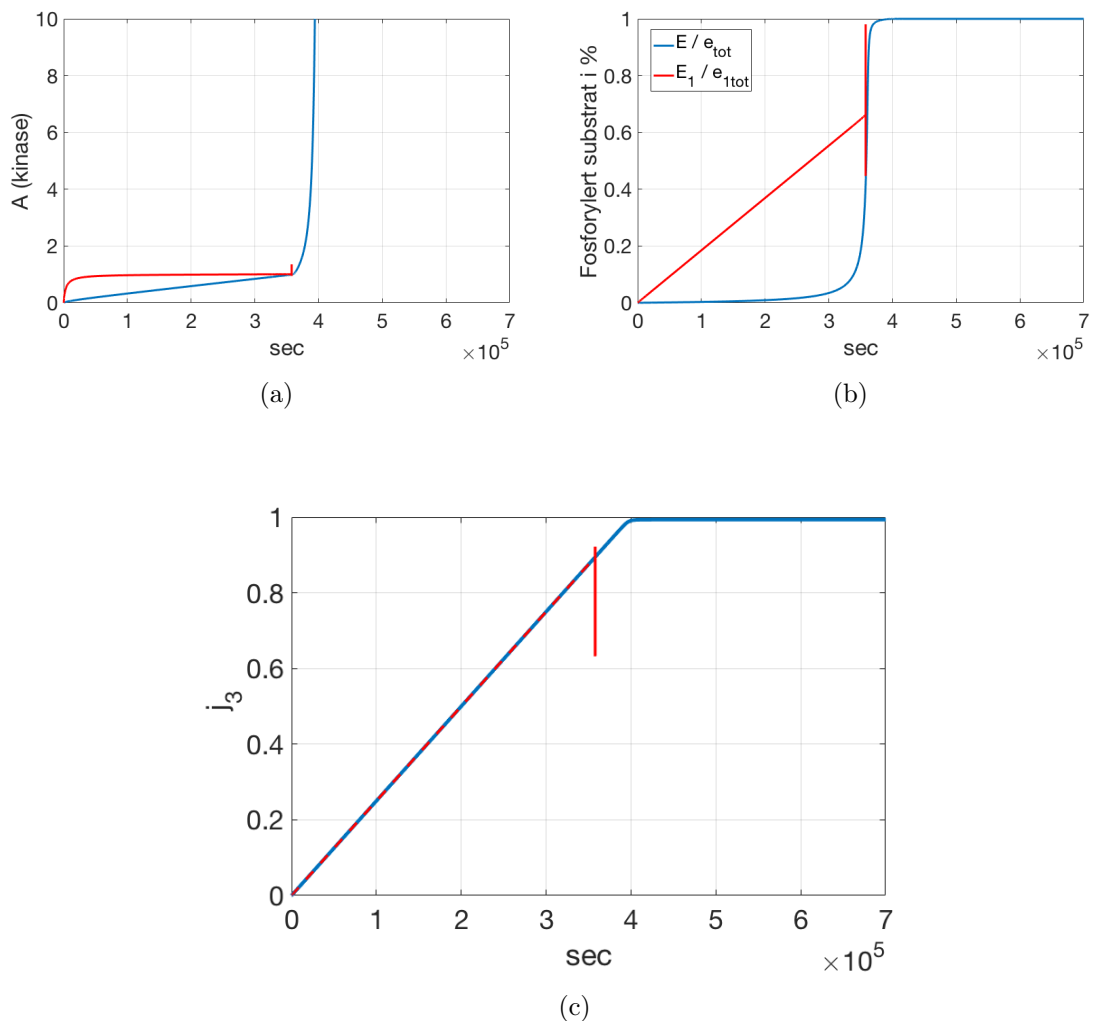 10
8
6
4
2
0
A (kinase)
0 1 2 3 4 5 6 7
sec
×10^5
(a)
1
0.8
0.6
0.4
0.2
0
Fosforylert substrat i %
E / e_tot
E_1 / e_1tot
0 1 2 3 4 5 6 7
sec
×10^5
(b)
1
0.8
0.6
0.4
0.2
0
j_3
0 1 2 3 4 5 6 7
sec
×10^5
(c)